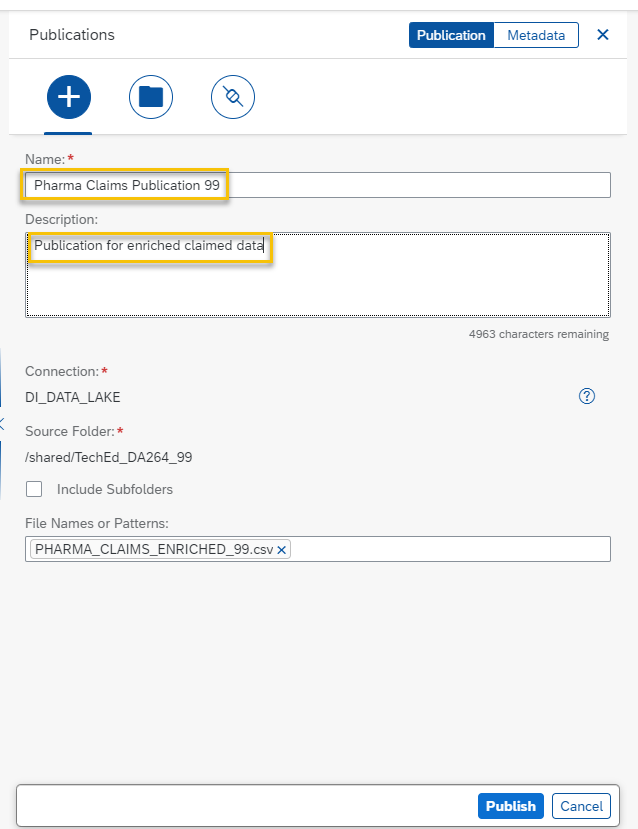 Publications
Publication Metadata
Name:*
Pharma Claims Publication 99
Description:
Publication for enriched claimed data
4963 characters remaining
Connection:*
DI_DATA_LAKE
Source Folder:*
/shared/TechEd_DA264_99
Include Subfolders
File Names or Patterns:
PHARMA_CLAIMS_ENRICHED_99.csv
Publish Cancel